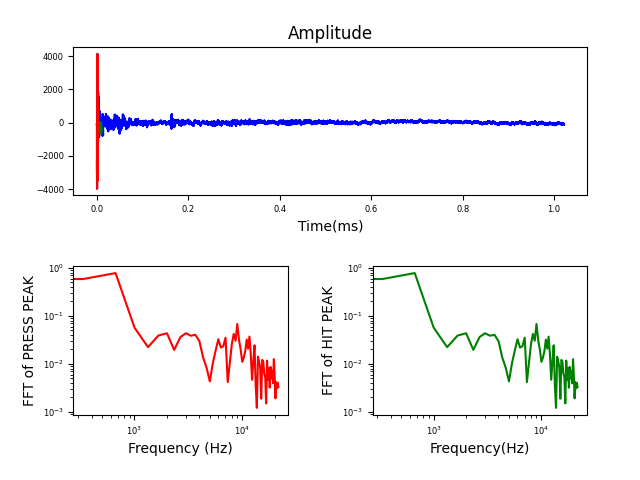 Amplitude
4000
2000
0
−2000
−4000
0.0 0.2 0.4 0.6 0.8 1.0
Time(ms)
FFT of PRESS PEAK
10⁰
10⁻¹
10⁻²
10⁻³
10³ 10⁴
Frequency (Hz)
FFT of HIT PEAK
10⁰
10⁻¹
10⁻²
10⁻³
10³ 10⁴
Frequency(Hz)